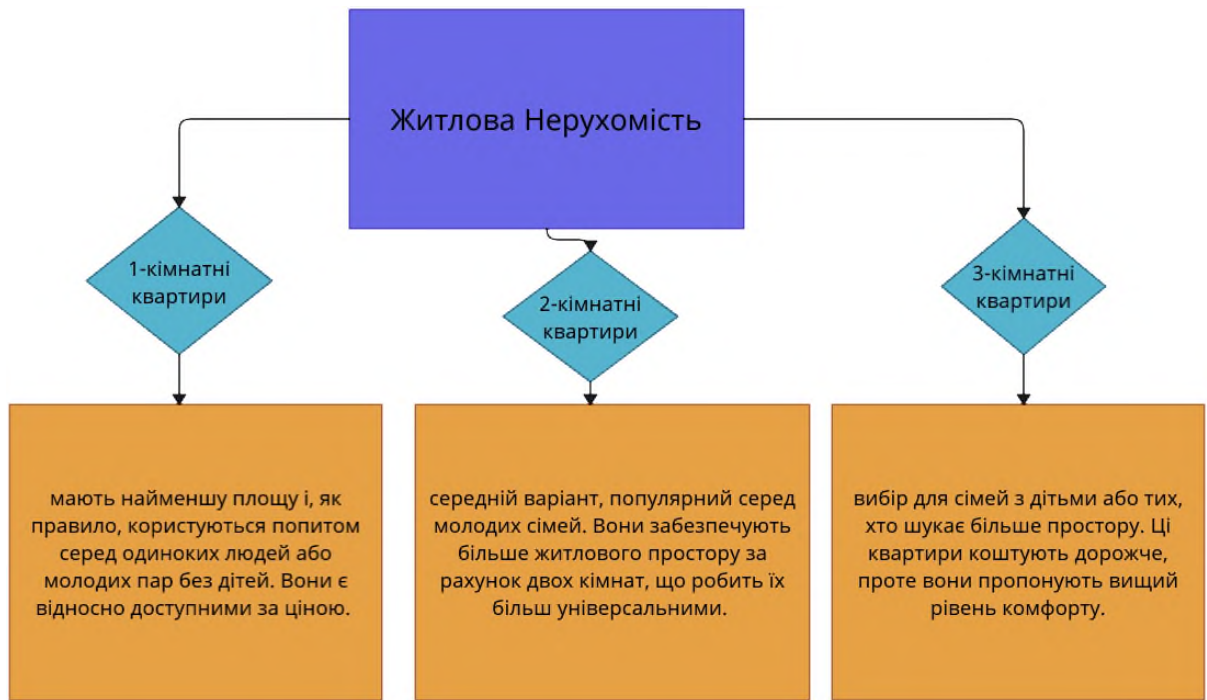 Житлова Нерухомість
1-кімнатні
квартири
2-кімнатні
квартири
3-кімнатні
квартири
мають найменшу площу і, як
правило, користуються попитом
серед одиноких людей або
молодих пар без дітей. Вони є
відносно доступними за ціною.
середній варіант, популярний серед
молодих сімей. Вони забезпечують
більше житлового простору за
рахунок двох кімнат, що робить їх
більш універсальними.
вибір для сімей з дітьми або тих,
хто шукає більше простору. Ці
квартири коштують дорожче,
проте вони пропонують вищий
рівень комфорту.